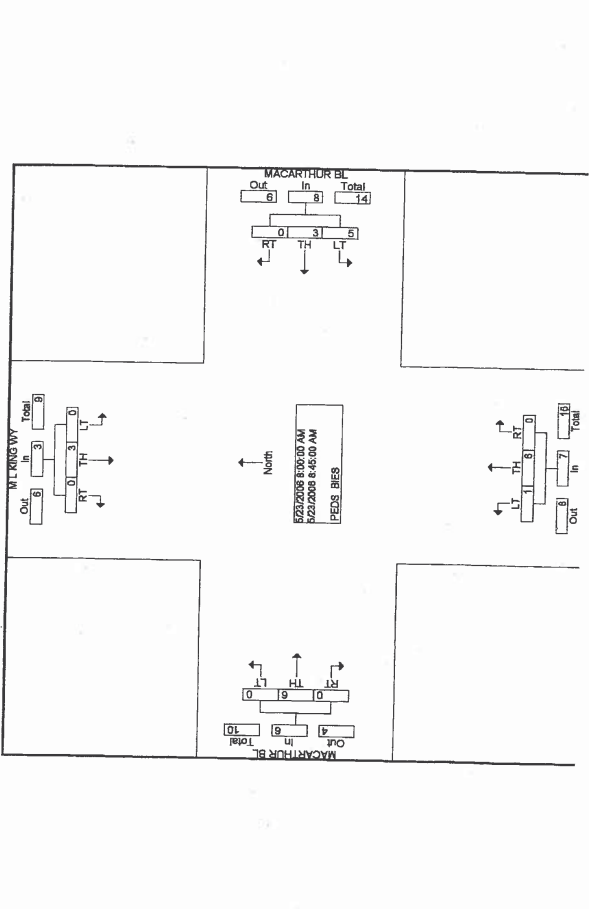 MACARTHUR BL
Out In Total
6 8 14
0 3 5
RT TH LT
M L KING WY
Out In Total
6 3 9
0 3 0
RT TH LT
North
5/23/2006 8:00:00 AM
5/23/2006 8:45:00 AM
PEDS BIES
LT TH RT
1 6 0
8 7 15
Out In Total
MACARTHUR BL
Out In Total
4 6 10
0 6 0
RT TH LT